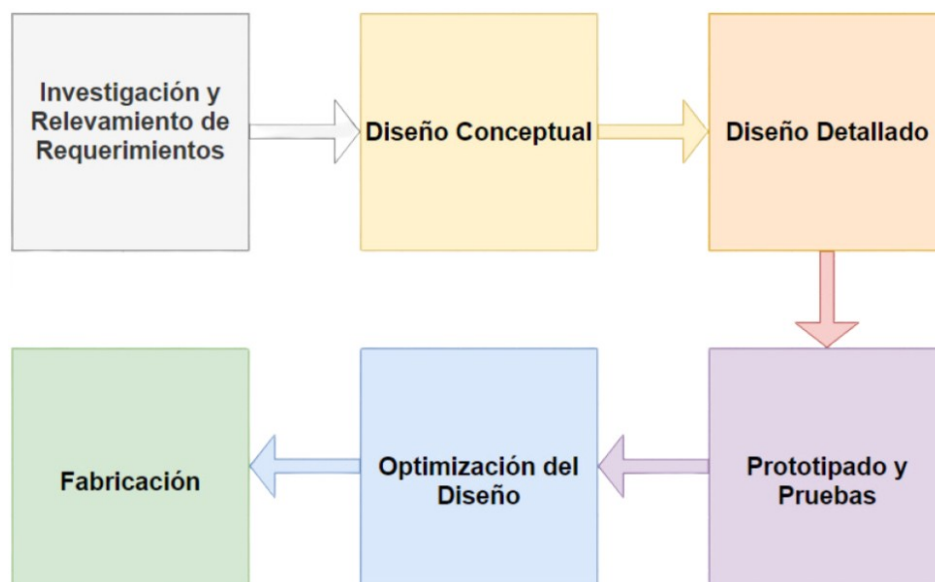 Investigación y
Relevamiento de
Requerimientos
Diseño Conceptual
Diseño Detallado
Prototipado y
Pruebas
Optimización del
Diseño
Fabricación